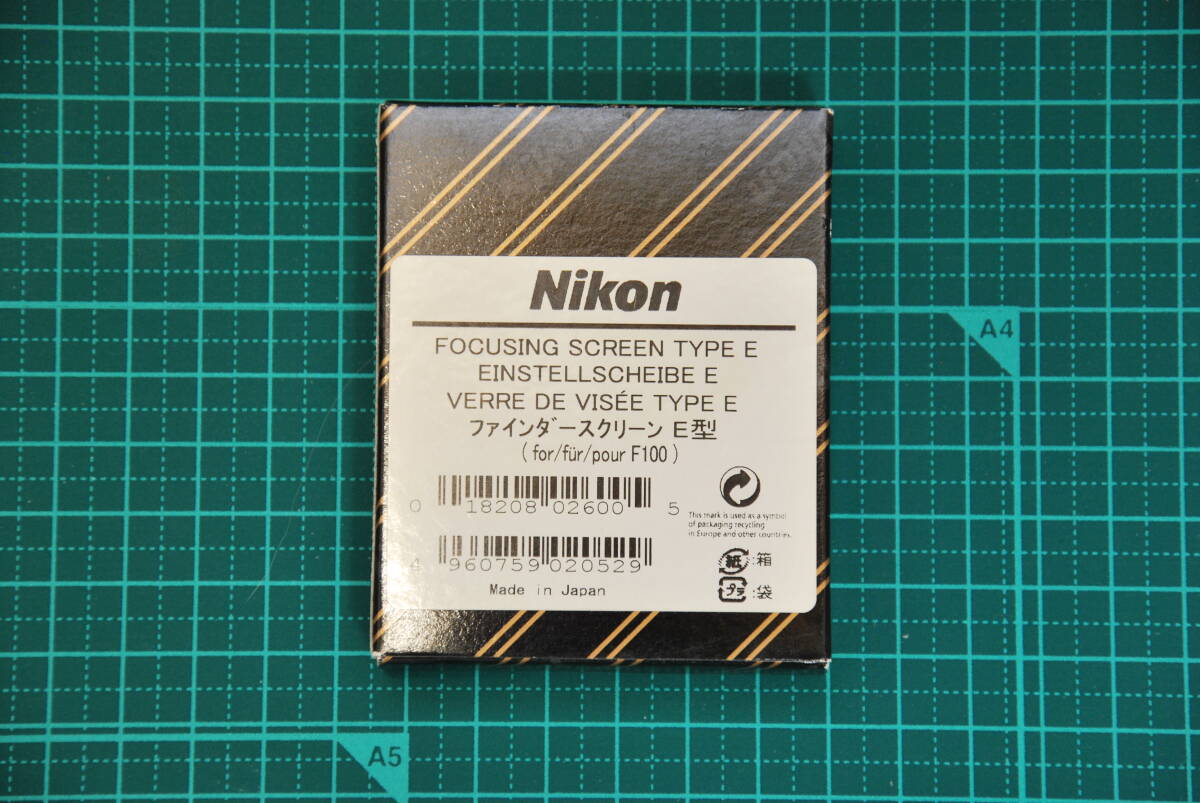 Nikon
FOCUSING SCREEN TYPE E
EINSTELLSCHEIBE E
VERRE DE VISÉE TYPE E
ファインダースクリーン E型
(for/für/pour F100)
0 18208 02600 5
This mark is used as a symbol
of packaging recycling
in Europe and other countries.
4 960759 020529
紙:箱
プラ:袋
Made in Japan
A4
A5